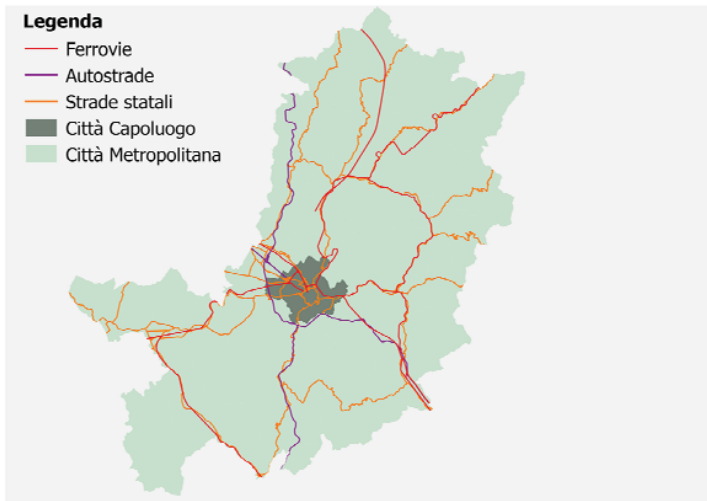 Legenda
Ferrovie
Autostrade
Strade statali
Città Capoluogo
Città Metropolitana